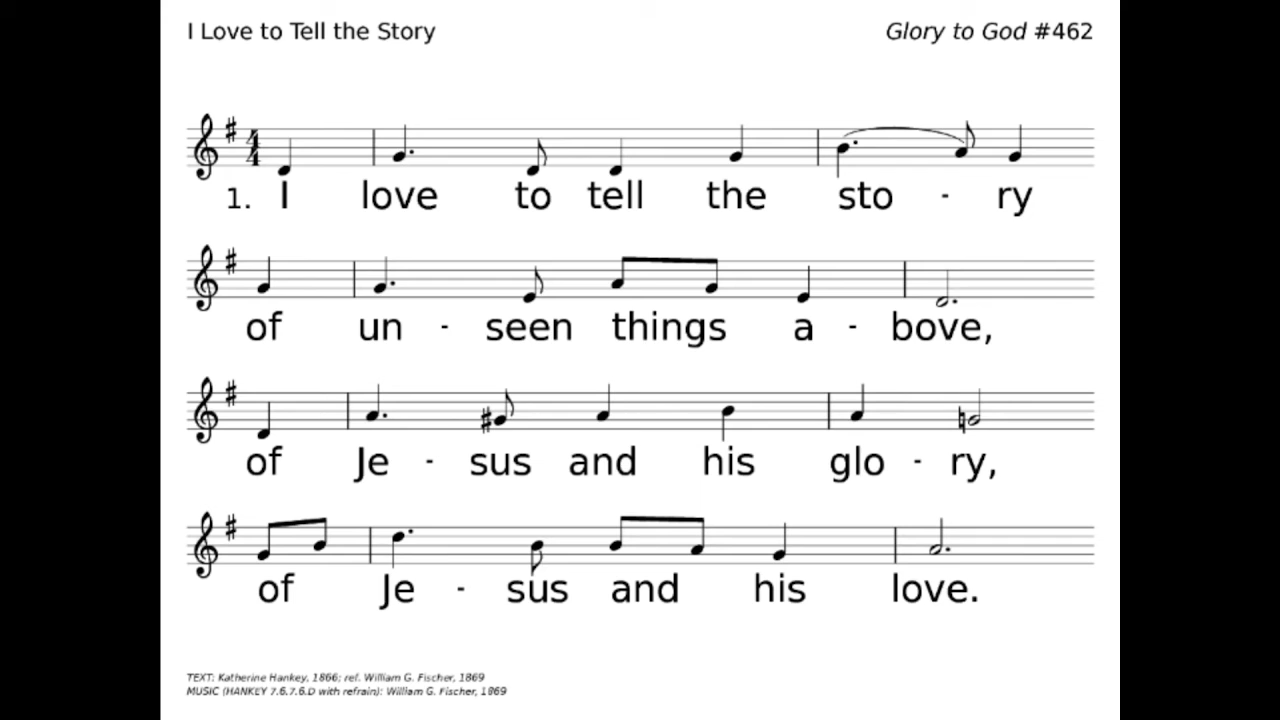 I Love to Tell the Story Glory to God #462
1. I love to tell the sto - ry
of un - seen things a - bove,
of Je - sus and his glo - ry,
of Je - sus and his love.
TEXT: Katherine Hankey, 1866; ref. William G. Fischer, 1869
MUSIC (HANKEY 7.6.7.6.D with refrain): William G. Fischer, 1869